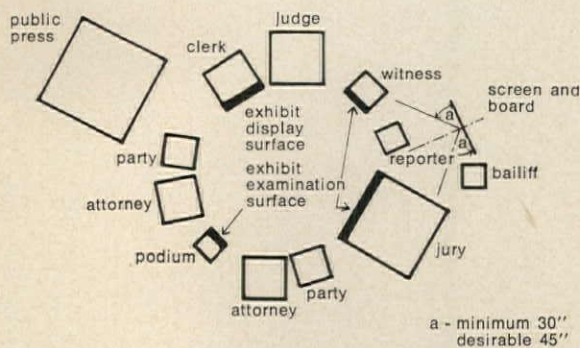 public
press
judge
clerk
witness
screen and
board
a
a
exhibit
display
surface
reporter
bailiff
party
exhibit
examination
surface
attorney
podium
jury
party
attorney
a - minimum 30″
desirable 45″